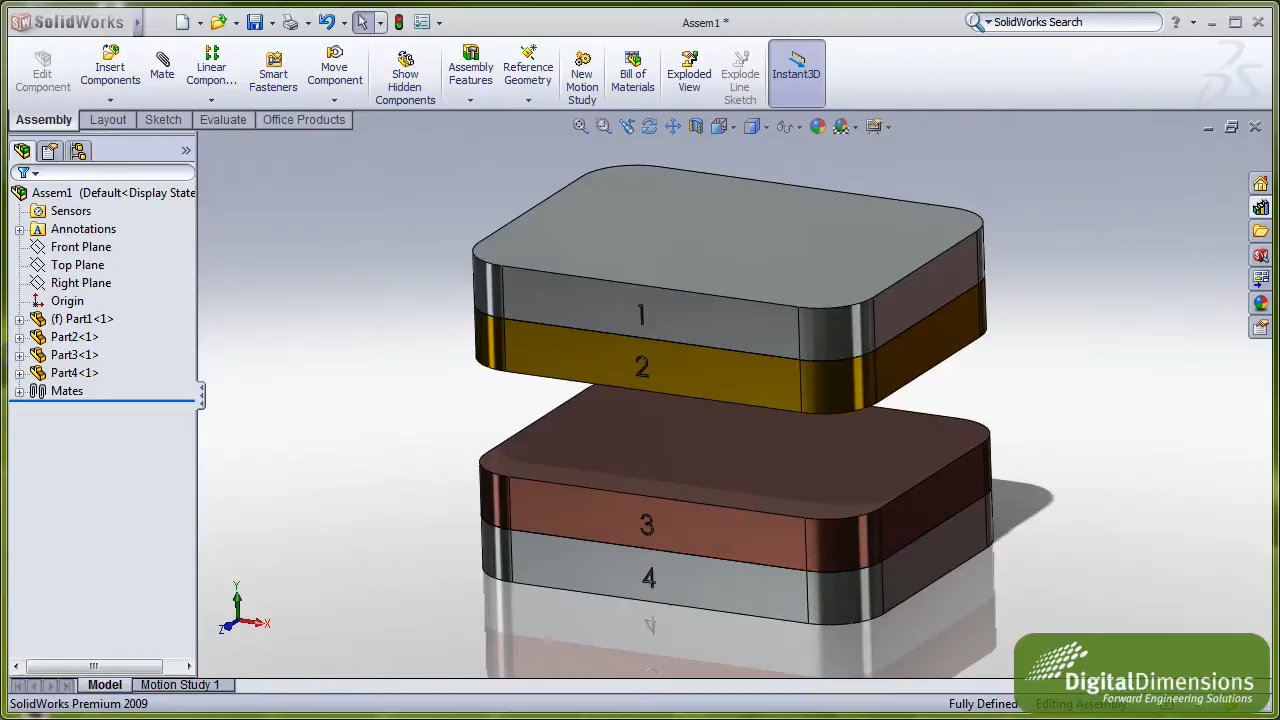 SolidWorks
Assem1 *
SolidWorks Search
Edit Component
Insert Components
Mate
Linear Compon...
Smart Fasteners
Move Component
Show Hidden Components
Assembly Features
Reference Geometry
New Motion Study
Bill of Materials
Exploded View
Explode Line Sketch
Instant3D
Assembly
Layout
Sketch
Evaluate
Office Products
Assem1 (Default<Display State
Sensors
Annotations
Front Plane
Top Plane
Right Plane
Origin
(f) Part1<1>
Part2<1>
Part3<1>
Part4<1>
Mates
1
2
3
4
Y
X
Z
Model
Motion Study 1
SolidWorks Premium 2009
Fully Defined
Editing Assembly
DigitalDimensions
Forward Engineering Solutions